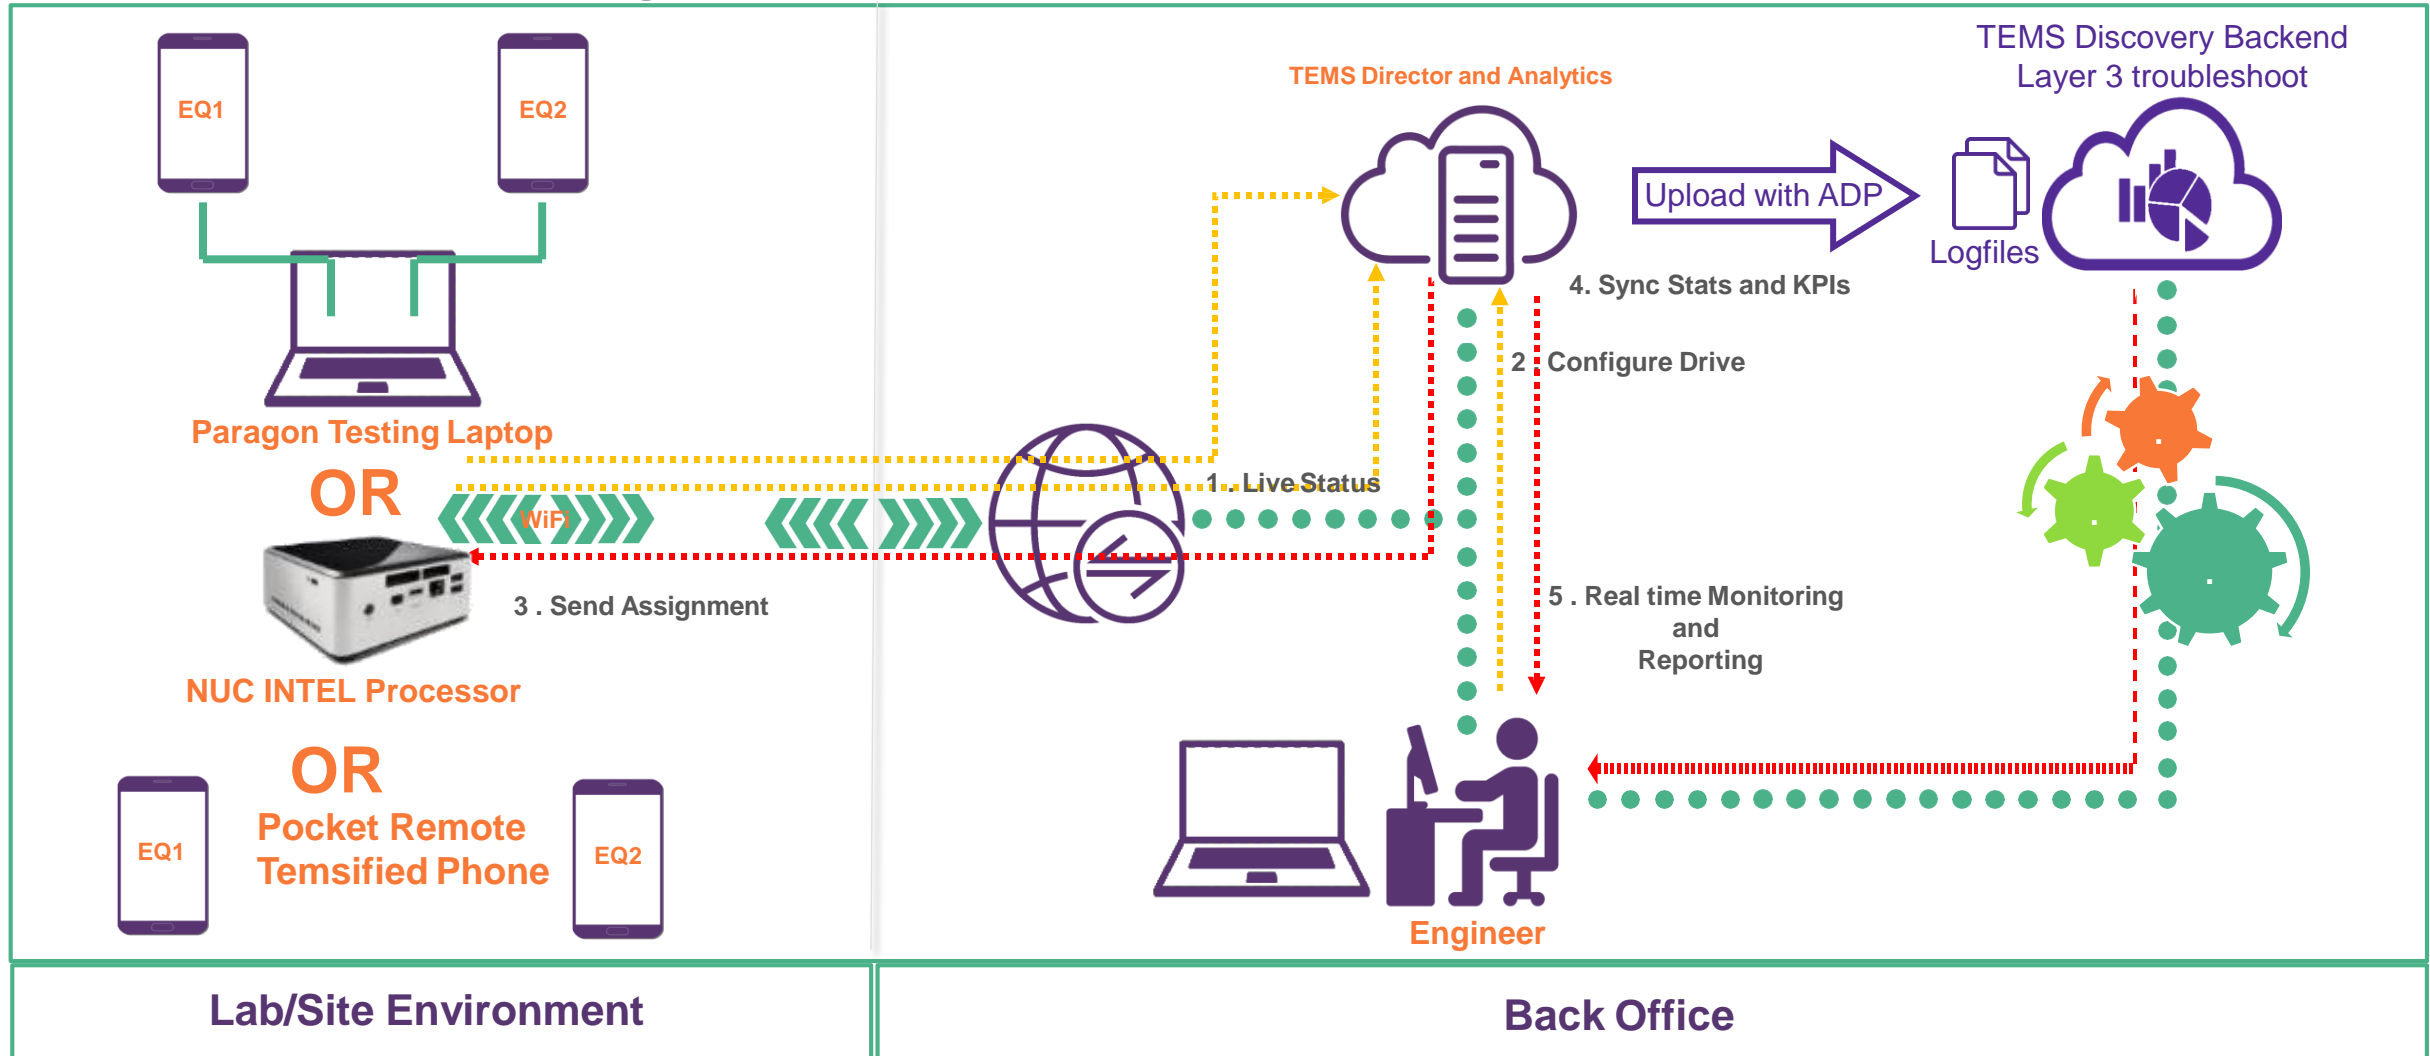 EQ1
EQ2
Paragon Testing Laptop
OR
WiFi
3 . Send Assignment
NUC INTEL Processor
OR
Pocket Remote
Temsified Phone
EQ1
EQ2
TEMS Director and Analytics
TEMS Discovery Backend
Layer 3 troubleshoot
Upload with ADP
Logfiles
4. Sync Stats and KPIs
2 . Configure Drive
1 . Live Status
5 . Real time Monitoring
and
Reporting
Engineer
Lab/Site Environment
Back Office